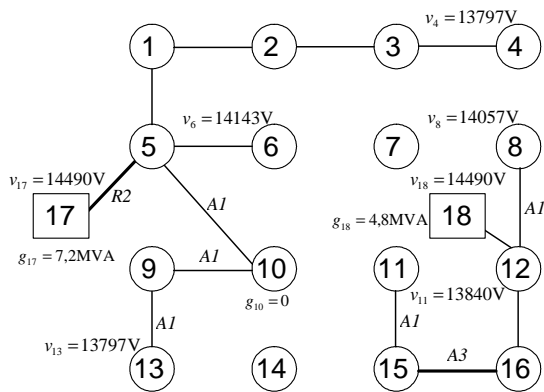 v4 = 13797V
1 2 3 4
v6 = 14143V v8 = 14057V
5 6 7 8
v17 = 14490V v18 = 14490V
R2 A1 A1
17 g18 = 4,8MVA 18
g17 = 7,2MVA
9 A1 10 11 12
g10 = 0 v11 = 13840V
A1 A1
v13 = 13797V A3
13 14 15 16